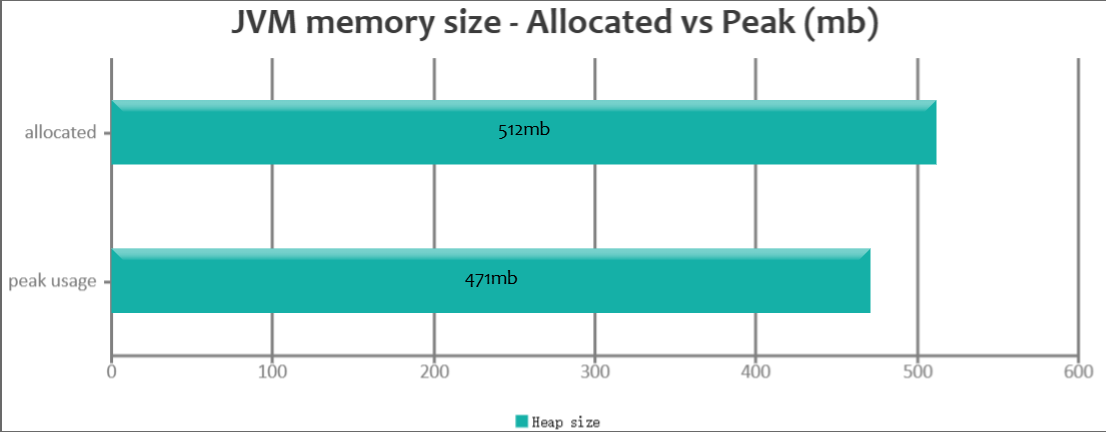 JVM memory size - Allocated vs Peak (mb)
allocated
512mb
peak usage
471mb
0 100 200 300 400 500 600
Heap size